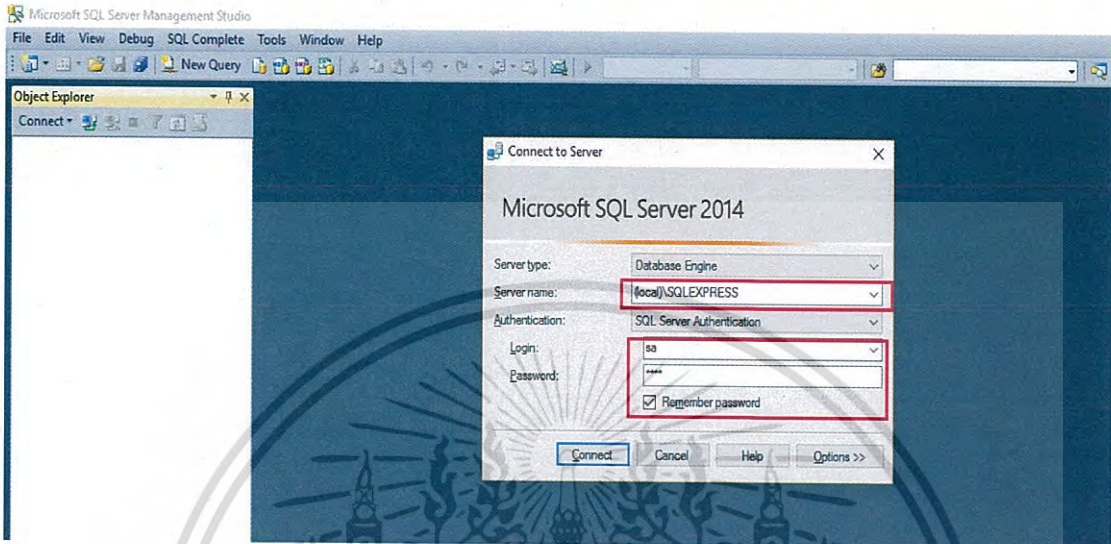 Microsoft SQL Server Management Studio
File Edit View Debug SQL Complete Tools Window Help
New Query
Object Explorer
Connect
Connect to Server
Microsoft SQL Server 2014
Server type: Database Engine
Server name: (local)\SQLEXPRESS
Authentication: SQL Server Authentication
Login: sa
Password: ****
Remember password
Connect Cancel Help Options >>